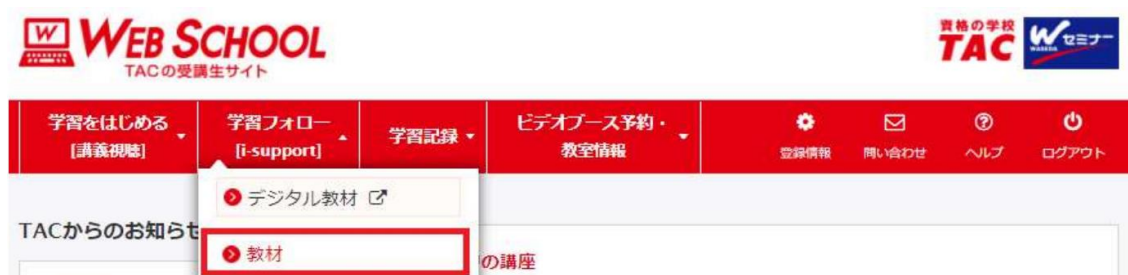 WEB SCHOOL
TACの受講生サイト
資格の学校
TAC
W セミナー
WASEDA
学習をはじめる
[講義視聴]
学習フォロー
[i-support]
学習記録
ビデオブース予約・
教室情報
登録情報
問い合わせ
ヘルプ
ログアウト
デジタル教材
TACからのお知らせ
教材
の講座